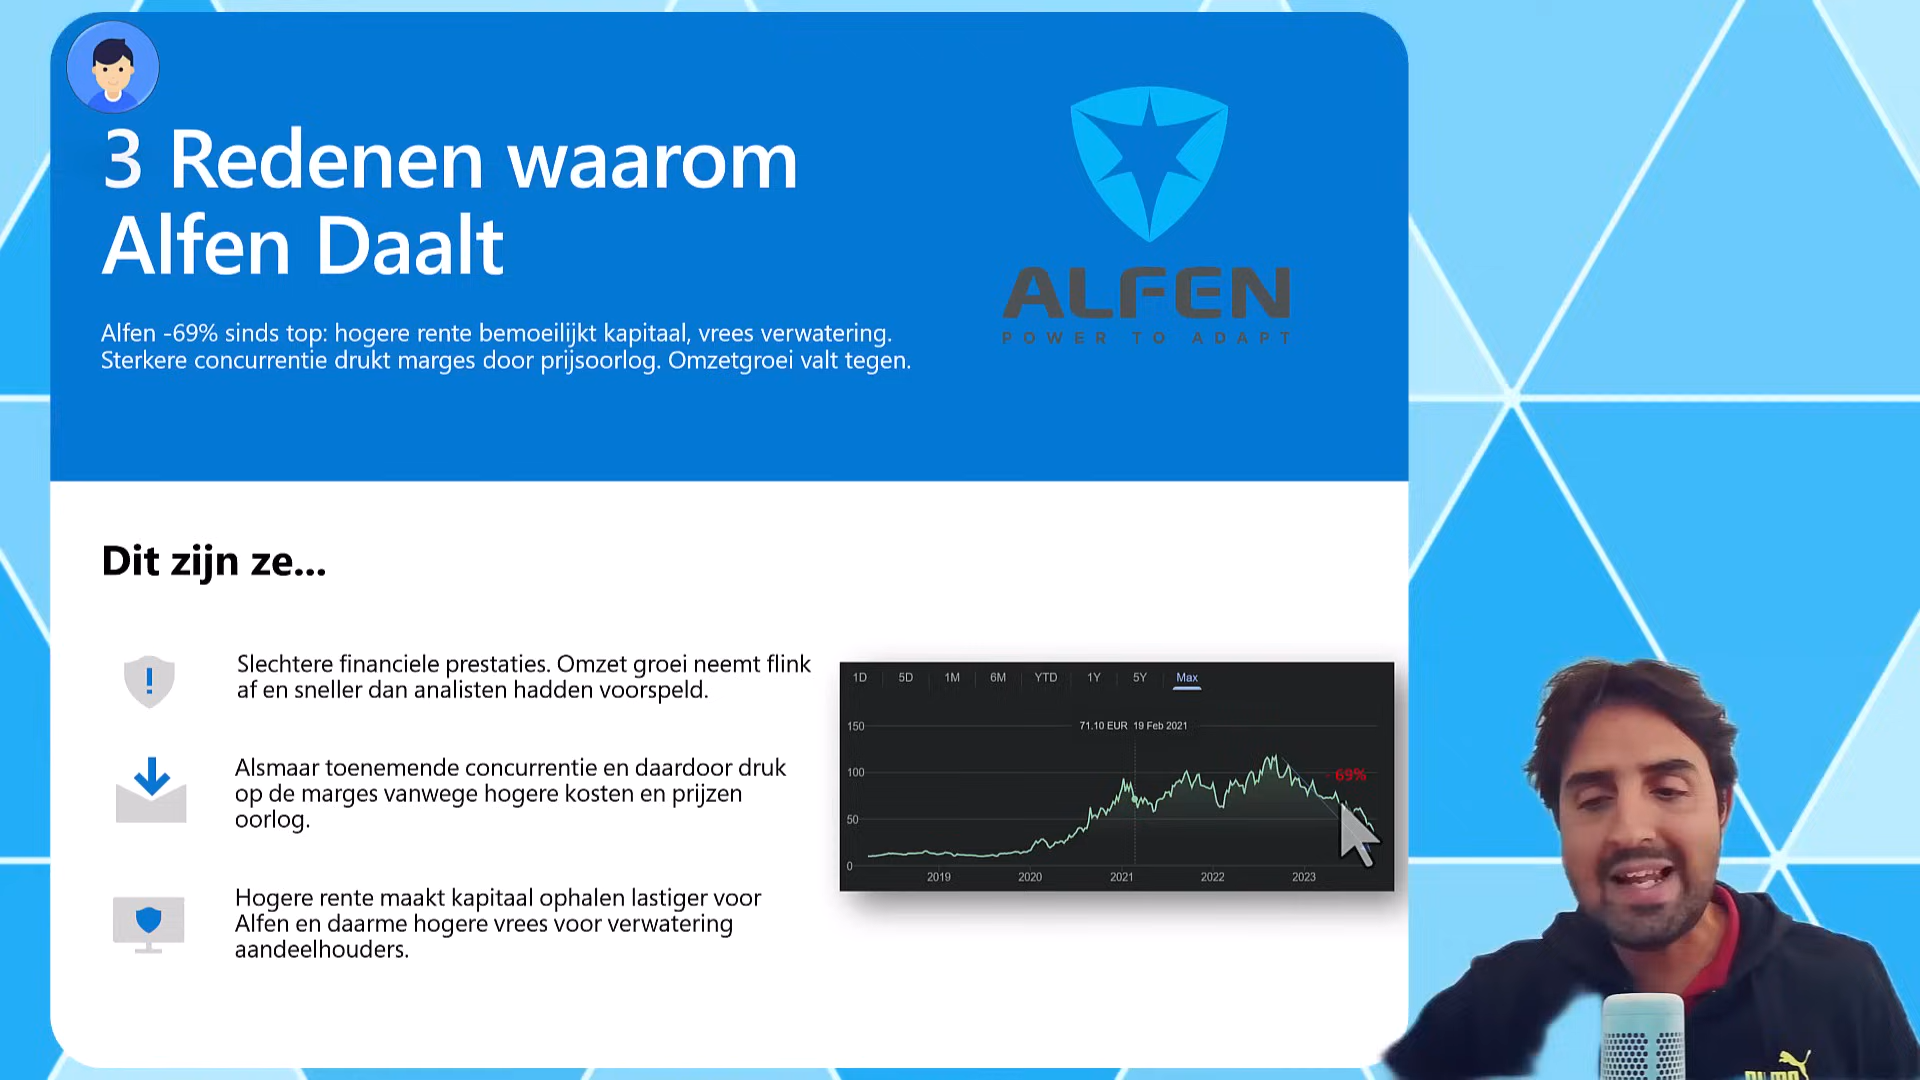 3 Redenen waarom
Alfen Daalt
Alfen -69% sinds top: hogere rente bemoeilijkt kapitaal, vrees verwatering.
Sterkere concurrentie drukt marges door prijsoorlog. Omzetgroei valt tegen.
ALFEN
POWER TO ADAPT
Dit zijn ze...
Slechtere financiele prestaties. Omzet groei neemt flink
af en sneller dan analisten hadden voorspeld.
Alsmaar toenemende concurrentie en daardoor druk
op de marges vanwege hogere kosten en prijzen
oorlog.
Hogere rente maakt kapitaal ophalen lastiger voor
Alfen en daarme hogere vrees voor verwatering
aandeelhouders.
1D 5D 1M 6M YTD 1Y 5Y Max
71.10 EUR 19 Feb 2021
150
100
50
0
- 69%
2019 2020 2021 2022 2023